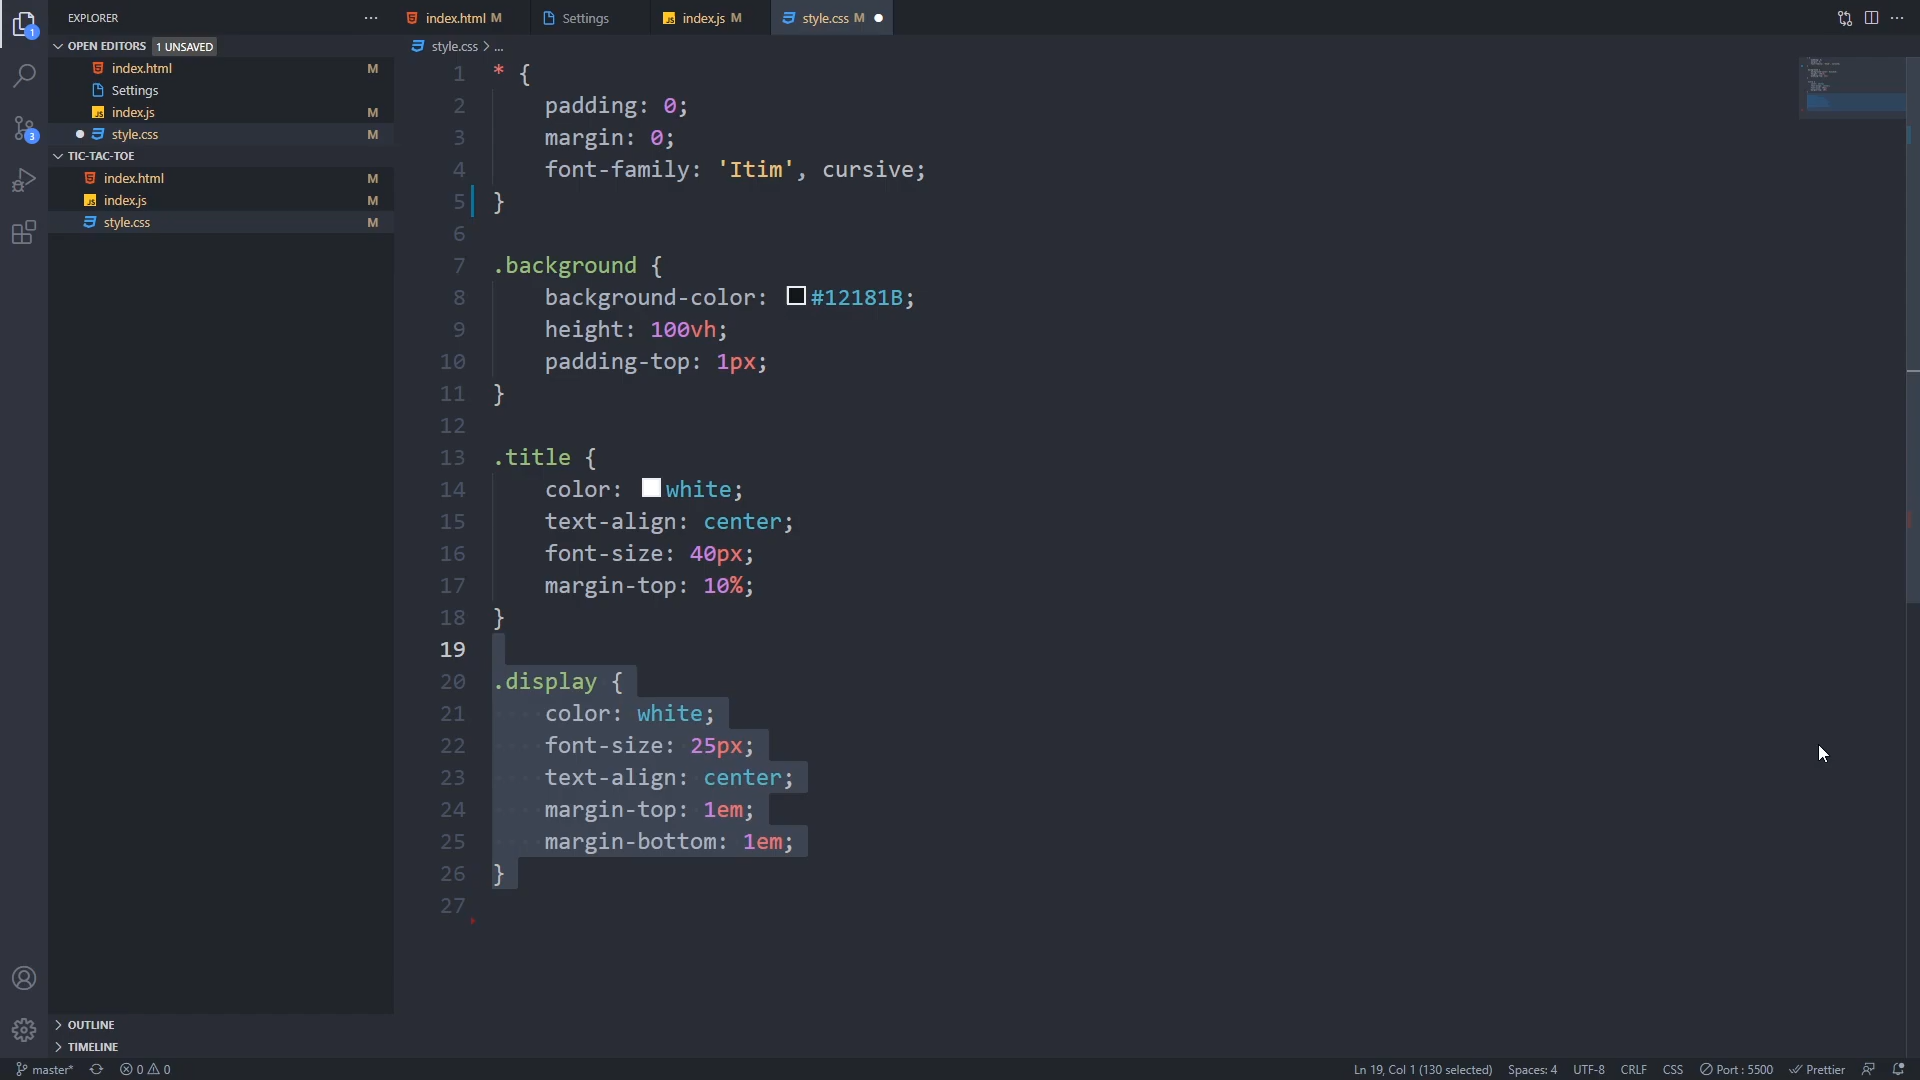 EXPLORER
index.html M
Settings
index.js M
style.css M
OPEN EDITORS 1 UNSAVED
index.html M
Settings
index.js M
style.css M
TIC-TAC-TOE
index.html M
index.js M
style.css M
OUTLINE
TIMELINE
1
3
style.css > ...
1 * {
2 padding: 0;
3 margin: 0;
4 font-family: 'Itim', cursive;
5 }
6
7 .background {
8 background-color: #12181B;
9 height: 100vh;
10 padding-top: 1px;
11 }
12
13 .title {
14 color: white;
15 text-align: center;
16 font-size: 40px;
17 margin-top: 10%;
18 }
19
20 .display {
21 color: white;
22 font-size: 25px;
23 text-align: center;
24 margin-top: 1em;
25 margin-bottom: 1em;
26 }
27
master* 0 0
Ln 19, Col 1 (130 selected) Spaces: 4 UTF-8 CRLF CSS Port : 5500 Prettier